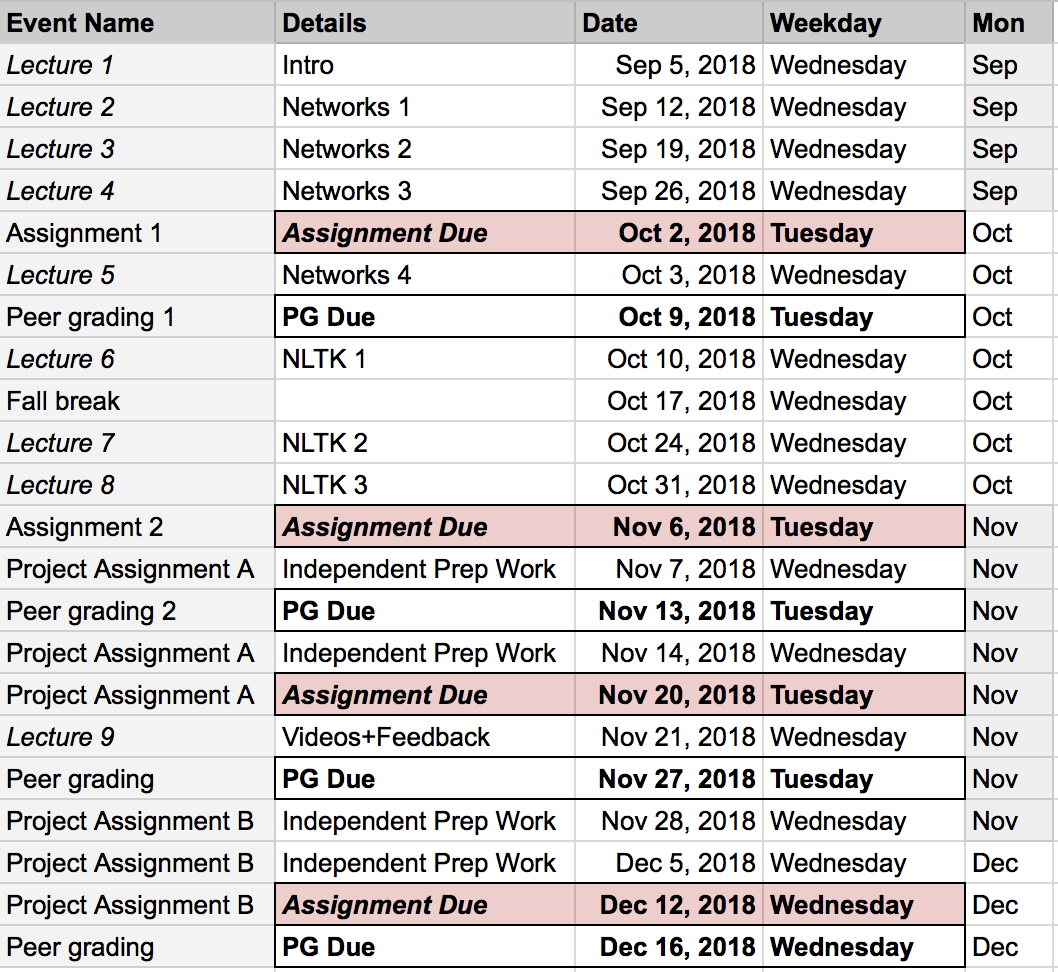 Event Name Details Date Weekday Mon
Lecture 1 Intro Sep 5, 2018 Wednesday Sep
Lecture 2 Networks 1 Sep 12, 2018 Wednesday Sep
Lecture 3 Networks 2 Sep 19, 2018 Wednesday Sep
Lecture 4 Networks 3 Sep 26, 2018 Wednesday Sep
Assignment 1 Assignment Due Oct 2, 2018 Tuesday Oct
Lecture 5 Networks 4 Oct 3, 2018 Wednesday Oct
Peer grading 1 PG Due Oct 9, 2018 Tuesday Oct
Lecture 6 NLTK 1 Oct 10, 2018 Wednesday Oct
Fall break Oct 17, 2018 Wednesday Oct
Lecture 7 NLTK 2 Oct 24, 2018 Wednesday Oct
Lecture 8 NLTK 3 Oct 31, 2018 Wednesday Oct
Assignment 2 Assignment Due Nov 6, 2018 Tuesday Nov
Project Assignment A Independent Prep Work Nov 7, 2018 Wednesday Nov
Peer grading 2 PG Due Nov 13, 2018 Tuesday Nov
Project Assignment A Independent Prep Work Nov 14, 2018 Wednesday Nov
Project Assignment A Assignment Due Nov 20, 2018 Tuesday Nov
Lecture 9 Videos+Feedback Nov 21, 2018 Wednesday Nov
Peer grading PG Due Nov 27, 2018 Tuesday Nov
Project Assignment B Independent Prep Work Nov 28, 2018 Wednesday Nov
Project Assignment B Independent Prep Work Dec 5, 2018 Wednesday Dec
Project Assignment B Assignment Due Dec 12, 2018 Wednesday Dec
Peer grading PG Due Dec 16, 2018 Wednesday Dec